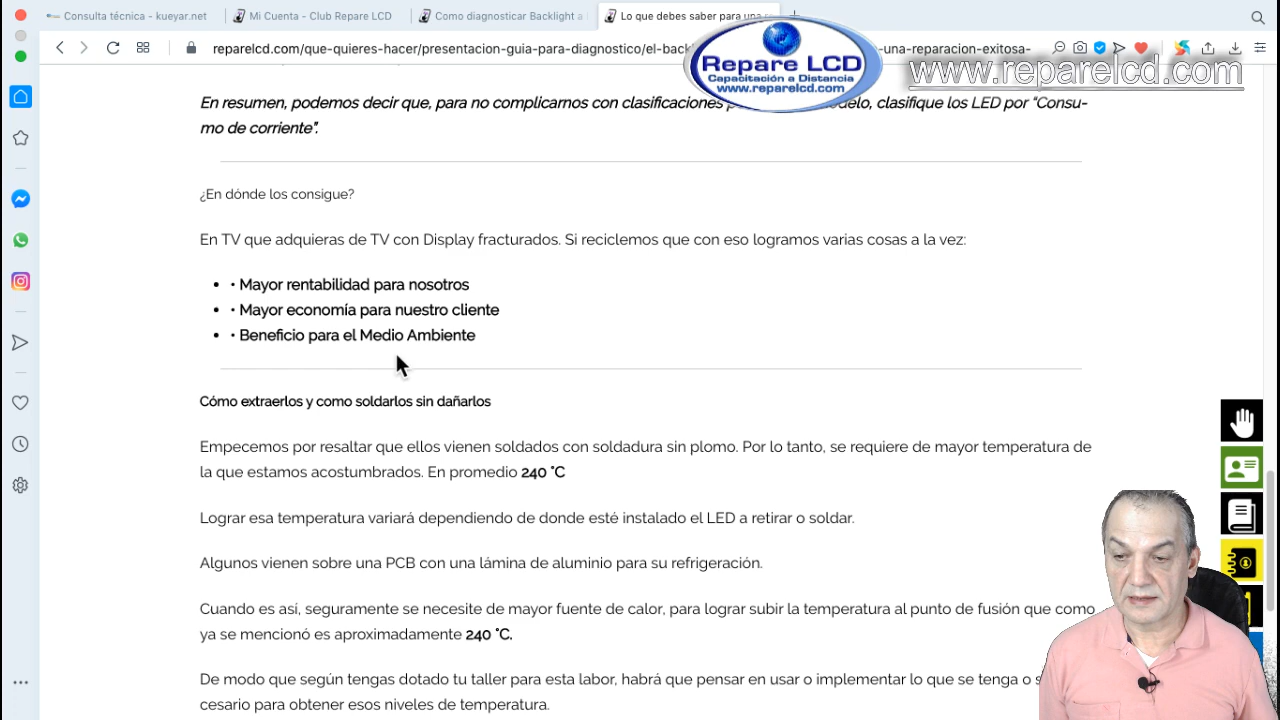 Consulta técnica - kueyar.net
Mi Cuenta - Club Repare LCD
Como diagnosticar Backlight a
Lo que debes saber para una
reparelcd.com/que-quieres-hacer/presentacion-guia-para-diagnostico/el-backl
una-reparacion-exitosa-
Repare LCD
Capacitación a Distancia
www.reparelcd.com
www.reparelcd.com
En resumen, podemos decir que, para no complicarnos con clasificaciones clasifique los LED por “Consu-
mo de corriente”.
¿En dónde los consigue?
En TV que adquieras de TV con Display fracturados. Si reciclemos que con eso logramos varias cosas a la vez:
• • Mayor rentabilidad para nosotros
• • Mayor economía para nuestro cliente
• • Beneficio para el Medio Ambiente
Cómo extraerlos y como soldarlos sin dañarlos
Empecemos por resaltar que ellos vienen soldados con soldadura sin plomo. Por lo tanto, se requiere de mayor temperatura de
la que estamos acostumbrados. En promedio 240 °C
Lograr esa temperatura variará dependiendo de donde esté instalado el LED a retirar o soldar.
Algunos vienen sobre una PCB con una lámina de aluminio para su refrigeración.
Cuando es así, seguramente se necesite de mayor fuente de calor, para lograr subir la temperatura al punto de fusión que como
ya se mencionó es aproximadamente 240 °C.
De modo que según tengas dotado tu taller para esta labor, habrá que pensar en usar o implementar lo que se tenga o
cesario para obtener esos niveles de temperatura.